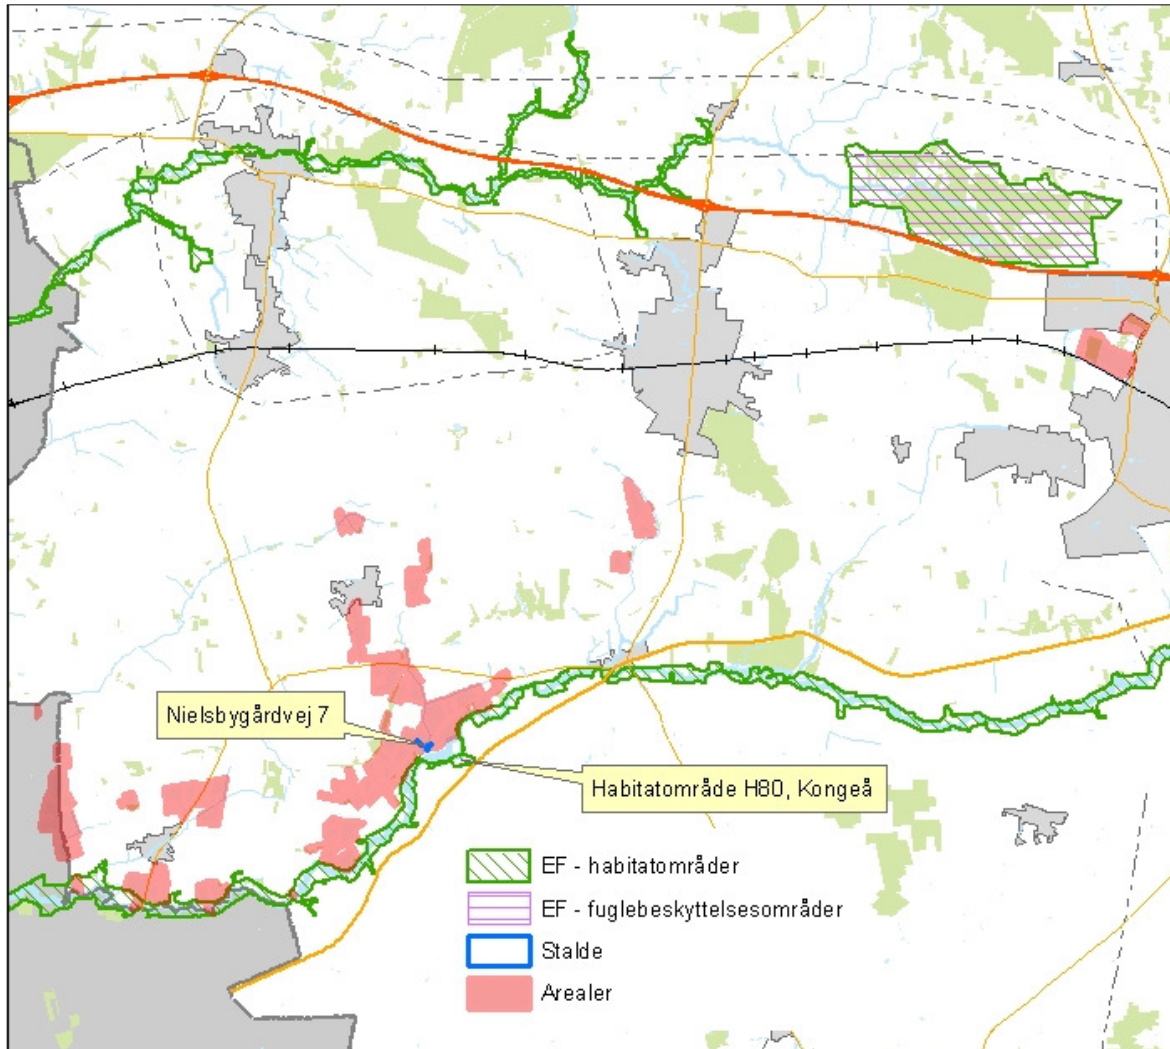 Nielsbygårdvej 7
Habitatområde H80, Kongeå
EF - habitatområder
EF - fuglebeskyttelsesområder
Stalde
Arealer